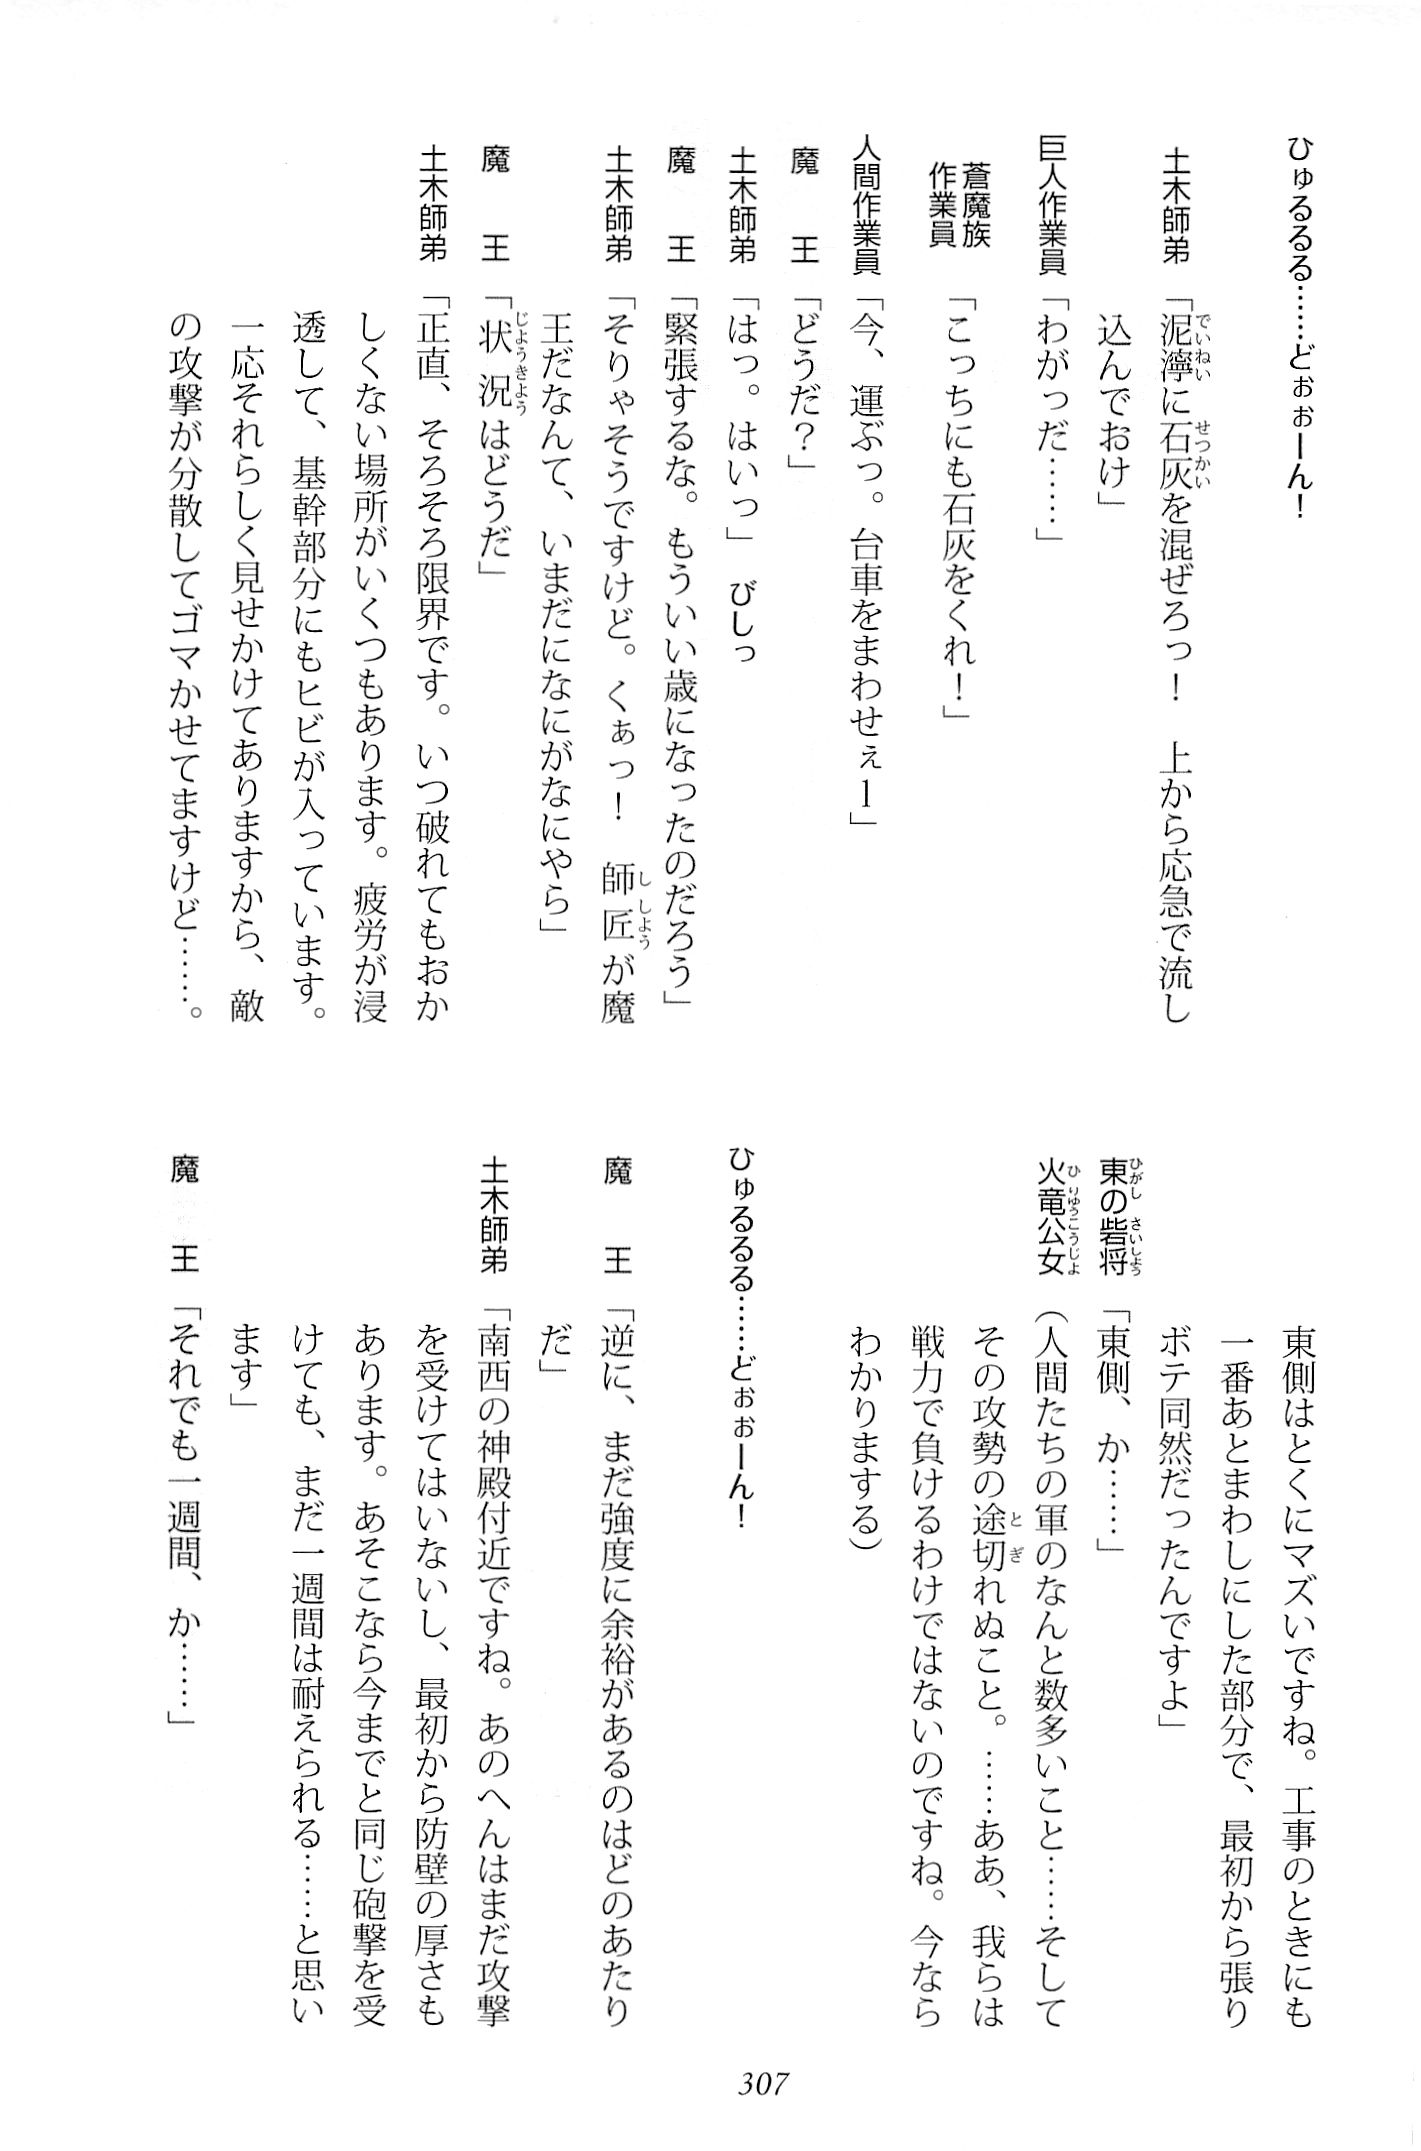 ひゅるるる……どぉぉーん！
土木師弟「泥濘に石灰を混ぜろっ！　上から応急で流し
込んでおけ」
巨人作業員「わがっだ……」
蒼魔族作業員「こっちにも石灰をくれ！」
人間作業員「今、運ぶっ。台車をまわせぇ１」
魔　王「どうだ？」
土木師弟「はっ。はいっ」　びしっ
魔　王「緊張するな。もういい歳になったのだろう」
土木師弟「そりゃそうですけど。くぁっ！　師匠が魔
王だなんて、いまだになにがなにやら」
魔　王「状況はどうだ」
土木師弟「正直、そろそろ限界です。いつ破れてもおか
しくない場所がいくつもあります。疲労が浸
透して、基幹部分にもヒビが入っています。
一応それらしく見せかけてありますから、敵
の攻撃が分散してゴマかせてますけど……。
東側はとくにマズいですね。工事のときにも
一番あとまわしにした部分で、最初から張り
ボテ同然だったんですよ」
東の砦将「東側、か……」
火竜公女（人間たちの軍のなんと数多いこと……そして
その攻勢の途切れぬこと。……ああ、我らは
戦力で負けるわけではないのですね。今なら
わかりまする）
ひゅるるる……どぉぉーん！
魔　王「逆に、まだ強度に余裕があるのはどのあたり
だ」
土木師弟「南西の神殿付近ですね。あのへんはまだ攻撃
を受けてはいないし、最初から防壁の厚さも
あります。あそこなら今までと同じ砲撃を受
けても、まだ一週間は耐えられる……と思い
ます」
魔　王「それでも一週間、か……」
307